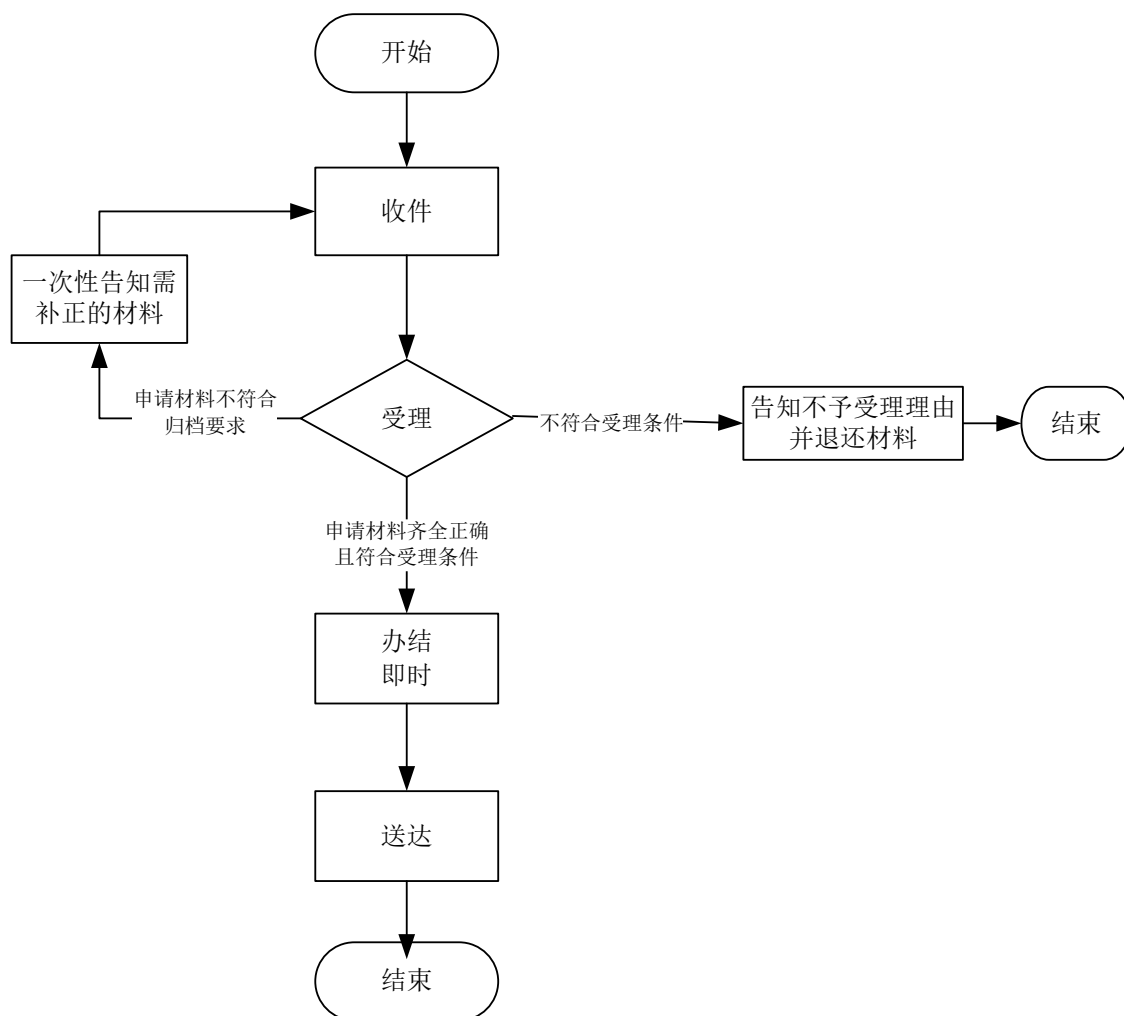 开始
收件
一次性告知需
补正的材料
申请材料不符合
归档要求
受理
不符合受理条件
告知不予受理理由
并退还材料
结束
申请材料齐全正确
且符合受理条件
办结
即时
送达
结束